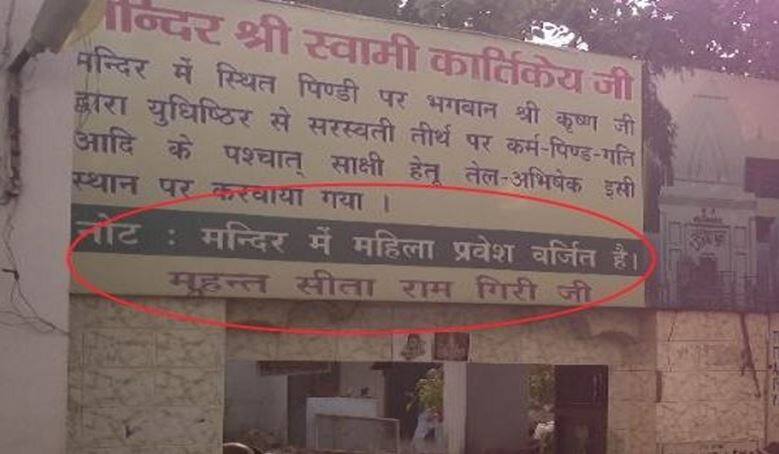 मन्दिर श्री स्वामी कार्तिकेय जी
मन्दिर में स्थित पिण्डी पर भगवान श्री कृष्ण जी
द्वारा युधिष्ठिर से सरस्वती तीर्थ पर कर्म-पिण्ड-गति
आदि के पश्चात् साक्षी हेतू तेल-अभिषेक इसी
स्थान पर करवाया गया ।
नोट : मन्दिर में महिला प्रवेश वर्जित है।
महन्त सीता राम गिरी जी